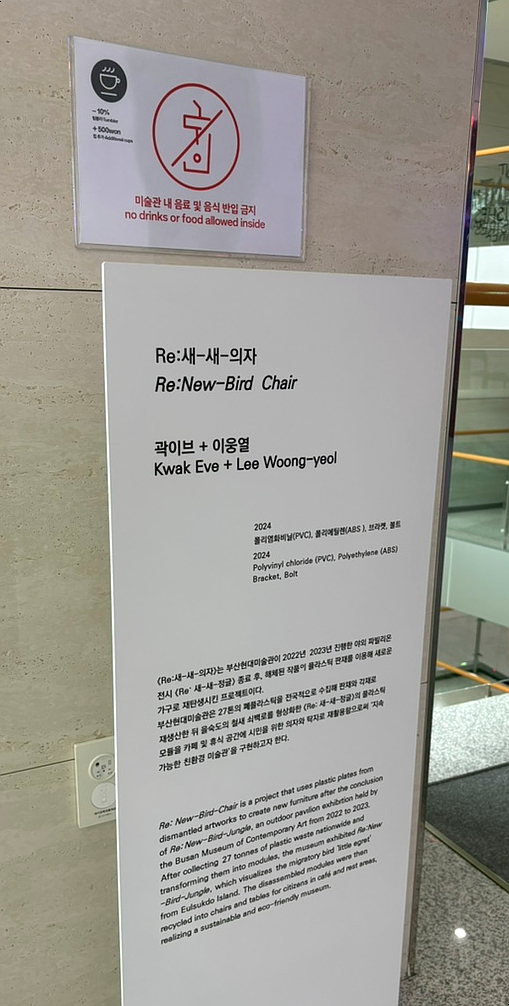 - 10%
텀블러 tumbler
+ 500won
컵 추가 Additional cups
미술관 내 음료 및 음식 반입 금지
no drinks or food allowed inside
Re:새-새-의자
Re:New-Bird Chair
곽이브 + 이웅열
Kwak Eve + Lee Woong-yeol
2024
폴리염화비닐(PVC), 폴리에틸렌(ABS ), 브라켓, 볼트
2024
Polyvinyl chloride (PVC), Polyethylene (ABS)
Bracket, Bolt
《Re:새-새-의자》는 부산현대미술관이 2022년 2023년 진행한 야외 파빌리온
전시 《Re: 새-새-정글》 종료 후, 해체된 작품이 플라스틱 판재를 이용해 새로운
가구로 재탄생시킨 프로젝트이다.
부산현대미술관은 27톤의 폐플라스틱을 전국적으로 수집해 판재와 각재로
재생산한 뒤 을숙도의 철새 쇠백로를 형상화한 《Re: 새-새-정글》의 플라스틱
모듈을 카페 및 휴식 공간에 시민을 위한 의자와 탁자로 재활용함으로써 '지속
가능한 친환경 미술관'을 구현하고자 한다.
Re: New-Bird-Chair is a project that uses plastic plates from
dismantled artworks to create new furniture after the conclusion
of Re:New-Bird-Jungle, an outdoor pavilion exhibition held by
the Busan Museum of Contemporary Art from 2022 to 2023.
After collecting 27 tonnes of plastic waste nationwide and
transforming them into modules, the museum exhibited Re:New
-Bird-Jungle, which visualizes the migratory bird 'little egret'
from Eulsukdo Island. The disassembled modules were then
recycled into chairs and tables for citizens in café and rest areas,
realizing a sustainable and eco-friendly museum.